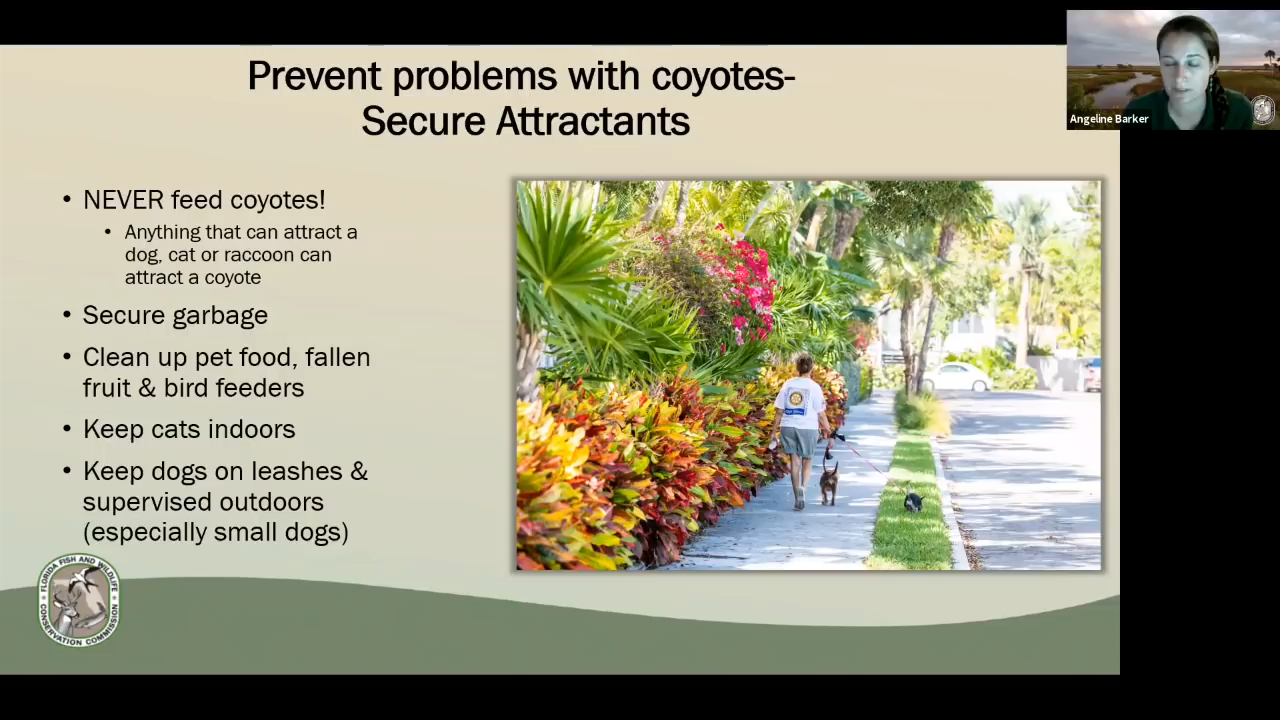 Prevent problems with coyotes-
Secure Attractants
Angeline Barker
• NEVER feed coyotes!
• Anything that can attract a
dog, cat or raccoon can
attract a coyote
• Secure garbage
• Clean up pet food, fallen
fruit & bird feeders
• Keep cats indoors
• Keep dogs on leashes &
supervised outdoors
(especially small dogs)
FLORIDA FISH AND WILDLIFE
CONSERVATION COMMISSION